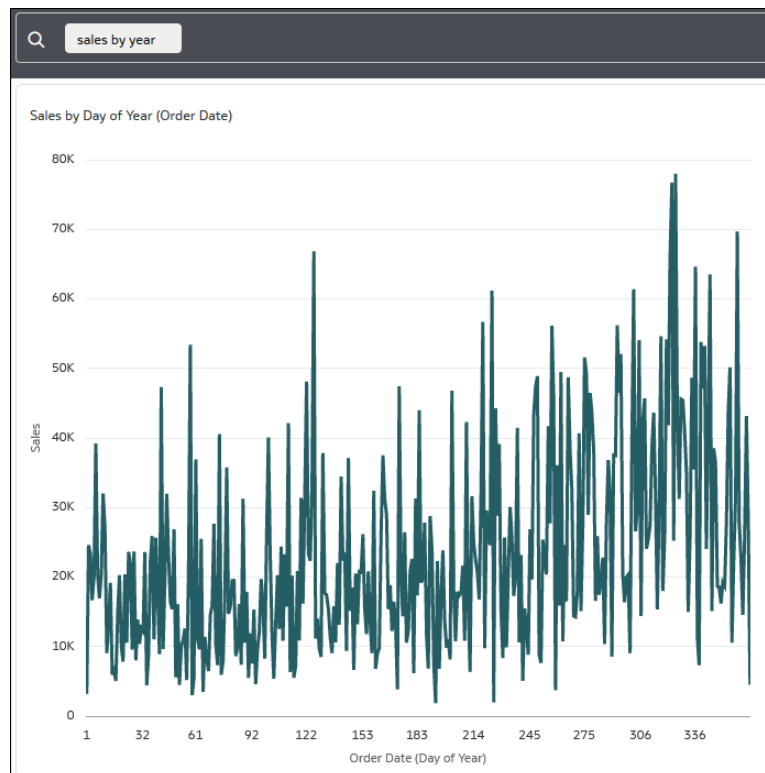 sales by year
Sales by Day of Year (Order Date)
80K
70K
60K
50K
40K
30K
20K
10K
0
Sales
1 32 61 92 122 153 183 214 245 275 306 336
Order Date (Day of Year)